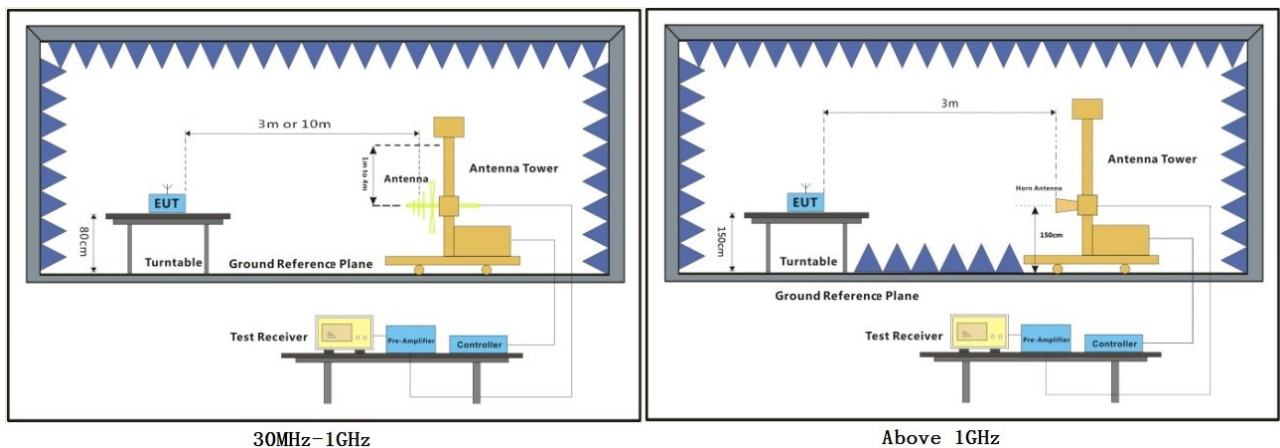 3m or 10m
1m to 4m
Antenna
Antenna Tower
EUT
80cm
Turntable
Ground Reference Plane
Test Receiver
Pre-Amplifier
Controller
30MHz-1GHz
3m
Antenna Tower
Horn Antenna
EUT
150cm
150cm
Turntable
Ground Reference Plane
Test Receiver
Pre-Amplifier
Controller
Above 1GHz